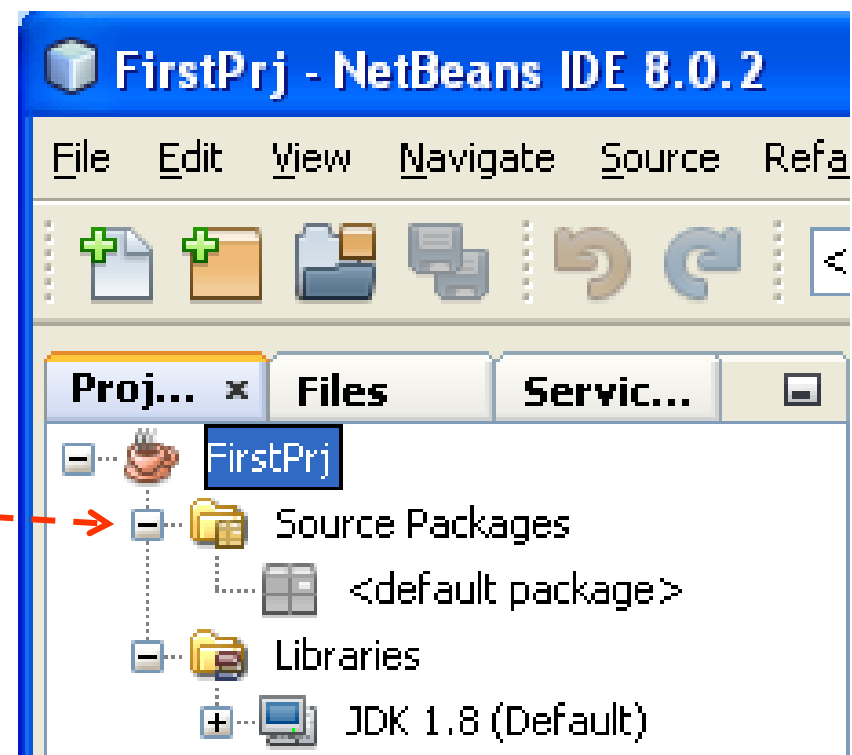 FirstPrj - NetBeans IDE 8.0.2
File Edit View Navigate Source Refa
<
Proj... × Files Servic...
FirstPrj
Source Packages
<default package>
Libraries
JDK 1.8 (Default)